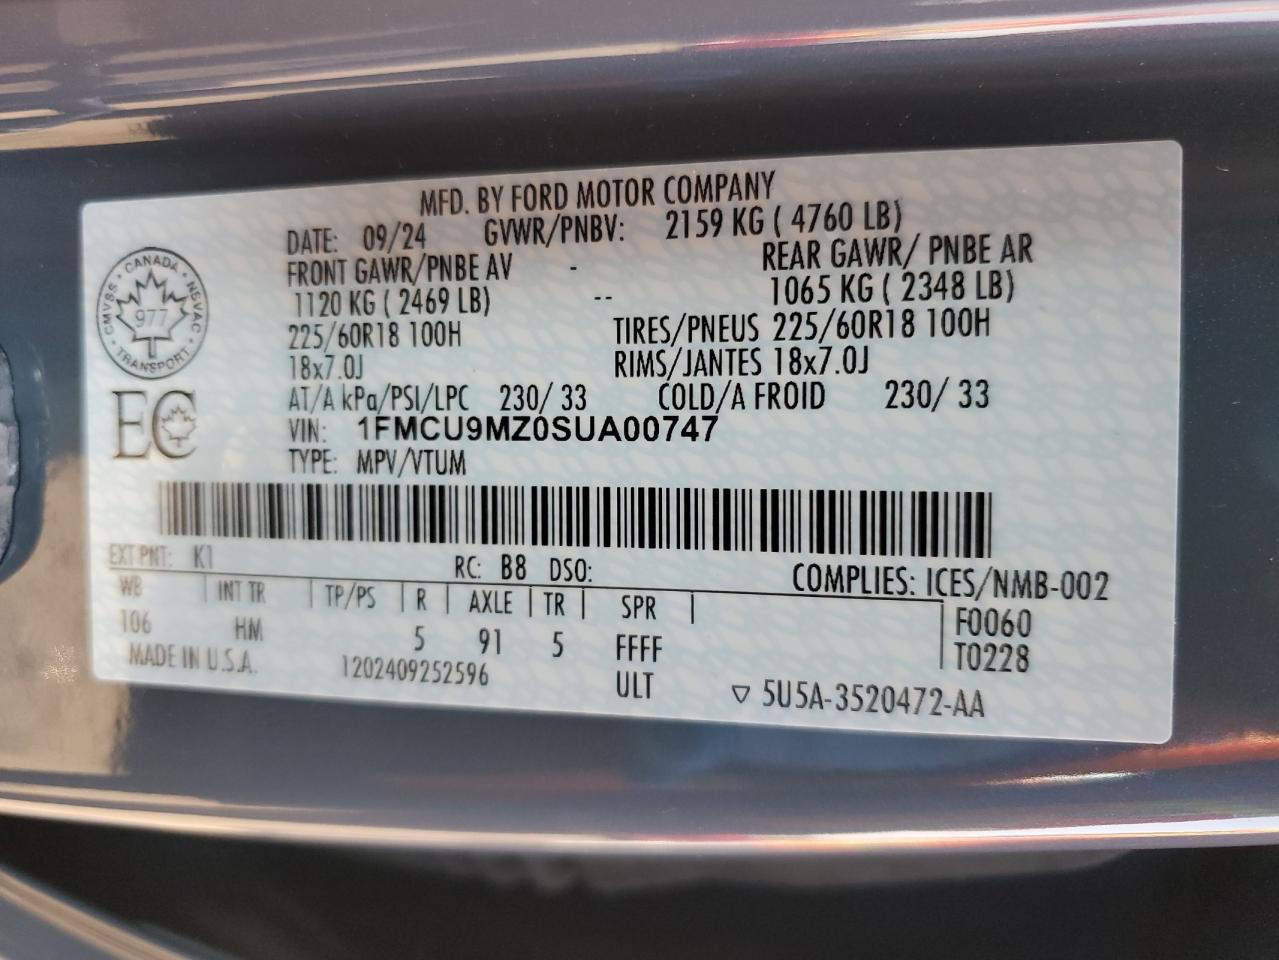 MFD. BY FORD MOTOR COMPANY
DATE: 09/24 GVWR/PNBV: 2159 KG ( 4760 LB)
FRONT GAWR/PNBE AV - REAR GAWR/ PNBE AR
1120 KG ( 2469 LB) -- 1065 KG ( 2348 LB)
225/60R18 100H TIRES/PNEUS 225/60R18 100H
18x7.0J RIMS/JANTES 18x7.0J
AT/A kPa/PSI/LPC 230/ 33 COLD/A FROID 230/ 33
VIN: 1FMCU9MZ0SUA00747
TYPE: MPV/VTUM
CANADA
CMVSS NSVAC
977
TRANSPORT
EC
EXT PNT: K1 RC: B8 DSO: COMPLIES: ICES/NMB-002
WB INT TR TP/PS R AXLE TR SPR F0060
106 HM 5 91 5 FFFF T0228
MADE IN U.S.A. 1202409252596 ULT ▽ 5U5A-3520472-AA